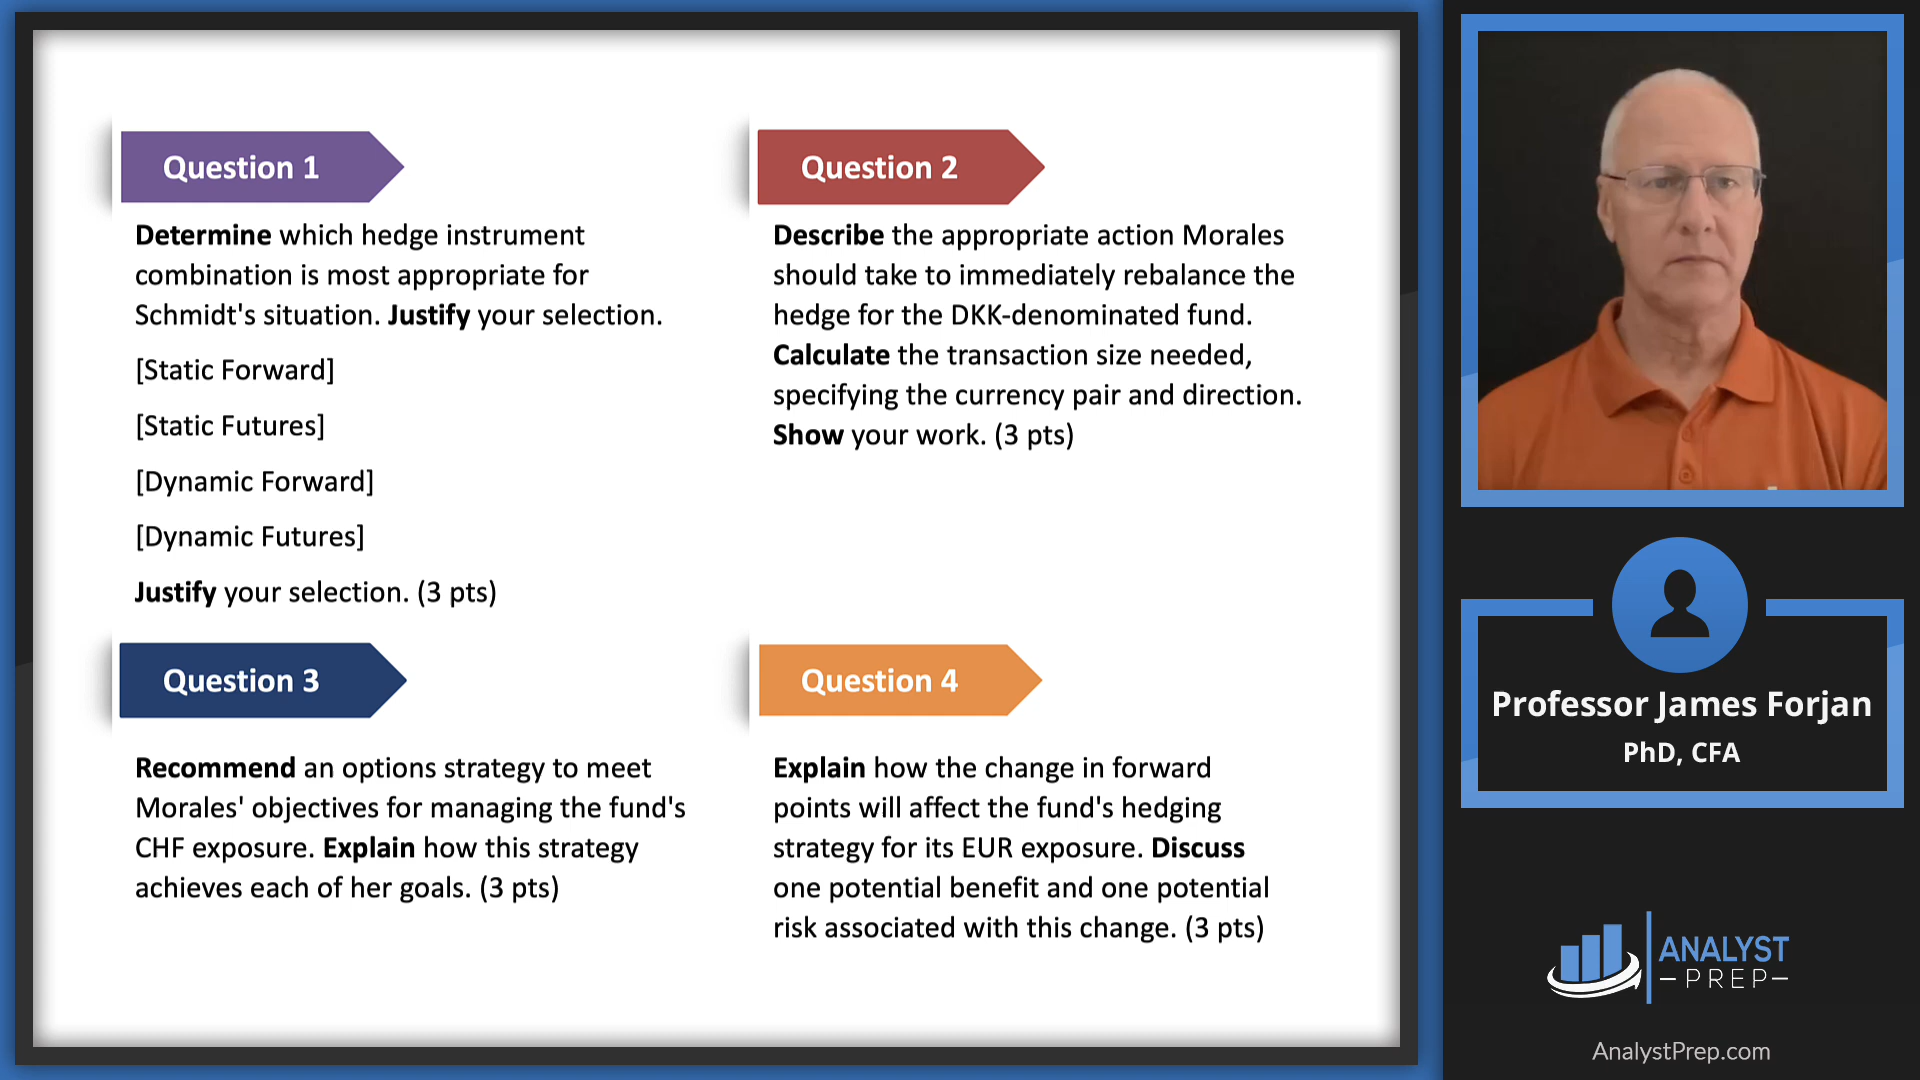 Question 1
Determine which hedge instrument
combination is most appropriate for
Schmidt's situation. Justify your selection.
[Static Forward]
[Static Futures]
[Dynamic Forward]
[Dynamic Futures]
Justify your selection. (3 pts)
Question 2
Describe the appropriate action Morales
should take to immediately rebalance the
hedge for the DKK-denominated fund.
Calculate the transaction size needed,
specifying the currency pair and direction.
Show your work. (3 pts)
Question 3
Recommend an options strategy to meet
Morales' objectives for managing the fund's
CHF exposure. Explain how this strategy
achieves each of her goals. (3 pts)
Question 4
Explain how the change in forward
points will affect the fund's hedging
strategy for its EUR exposure. Discuss
one potential benefit and one potential
risk associated with this change. (3 pts)
Professor James Forjan
PhD, CFA
ANALYST
PREP
AnalystPrep.com